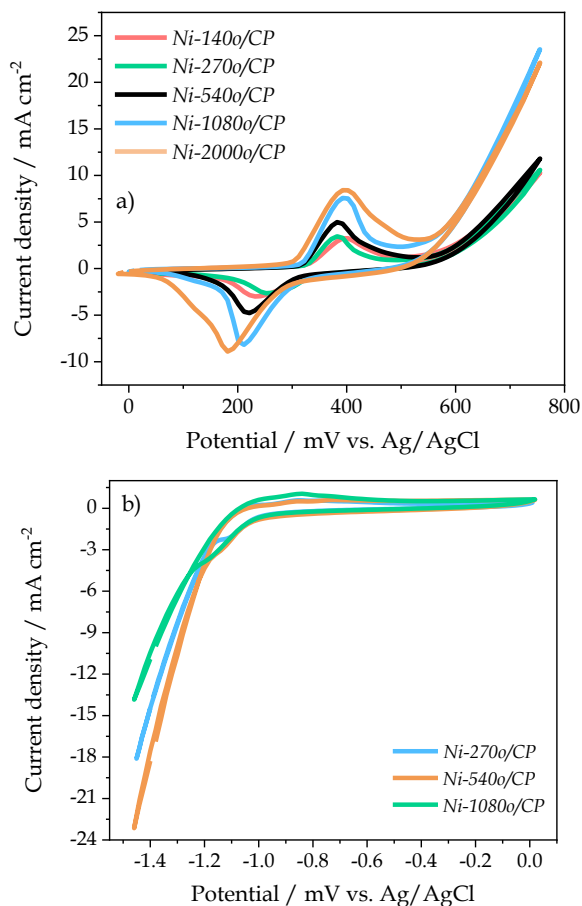 25
20
15
10
5
0
-5
-10
Current density / mA cm-2
Ni-140o/CP
Ni-270o/CP
Ni-540o/CP
Ni-1080o/CP
Ni-2000o/CP
a)
0 200 400 600 800
Potential / mV vs. Ag/AgCl
b)
0
-3
-6
-9
-12
-15
-18
-21
-24
Current density / mA cm-2
Ni-270o/CP
Ni-540o/CP
Ni-1080o/CP
-1.4 -1.2 -1.0 -0.8 -0.6 -0.4 -0.2 0.0
Potential / mV vs. Ag/AgCl